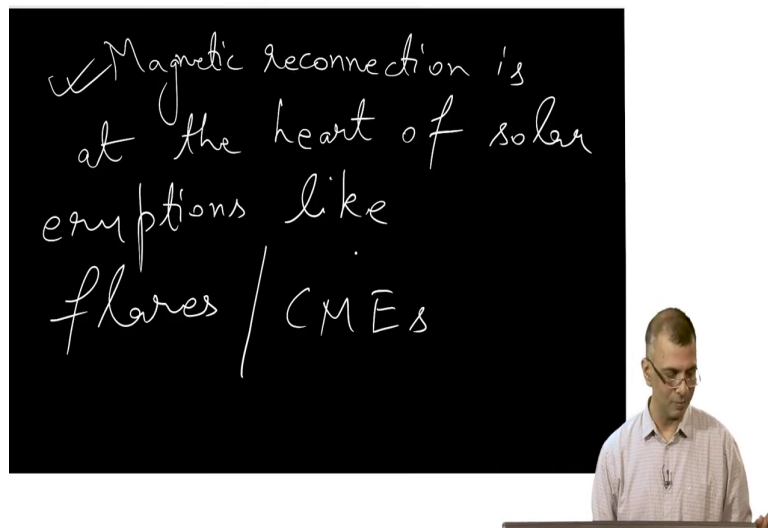 Magnetic reconnection is
at the heart of solar
eruptions like
flares / CMEs